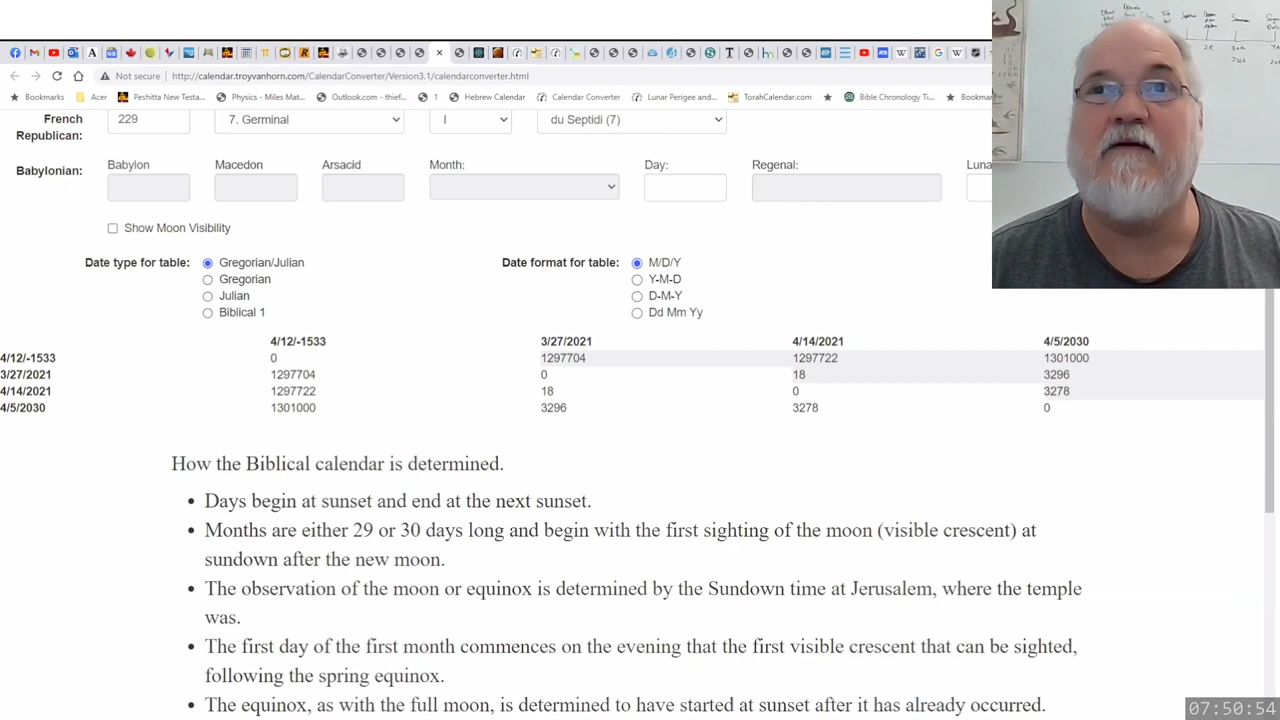 Not secure http://calendar.troyvanhorn.com/CalendarConverter/Version3.1/calendarconverter.html
Bookmarks Acer Peshitta New Testa... Physics - Miles Mat... Outlook.com - thief... 1 Hebrew Calendar Calendar Converter Lunar Perigee and... TorahCalendar.com Bible Chronology Ti... Bookmar
French Republican: 229 7. Germinal I du Septidi (7)
Babylon Macedon Arsacid Month: Day: Regenal: Luna
Babylonian:
Show Moon Visibility
Date type for table: Gregorian/Julian Date format for table: M/D/Y
Gregorian Y-M-D
Julian D-M-Y
Biblical 1 Dd Mm Yy
4/12/-1533 3/27/2021 4/14/2021 4/5/2030
4/12/-1533 0 1297704 1297722 1301000
3/27/2021 1297704 0 18 3296
4/14/2021 1297722 18 0 3278
4/5/2030 1301000 3296 3278 0
How the Biblical calendar is determined.
• Days begin at sunset and end at the next sunset.
• Months are either 29 or 30 days long and begin with the first sighting of the moon (visible crescent) at
sundown after the new moon.
• The observation of the moon or equinox is determined by the Sundown time at Jerusalem, where the temple
was.
• The first day of the first month commences on the evening that the first visible crescent that can be sighted,
following the spring equinox.
• The equinox, as with the full moon, is determined to have started at sunset after it has already occurred.
07:50:54